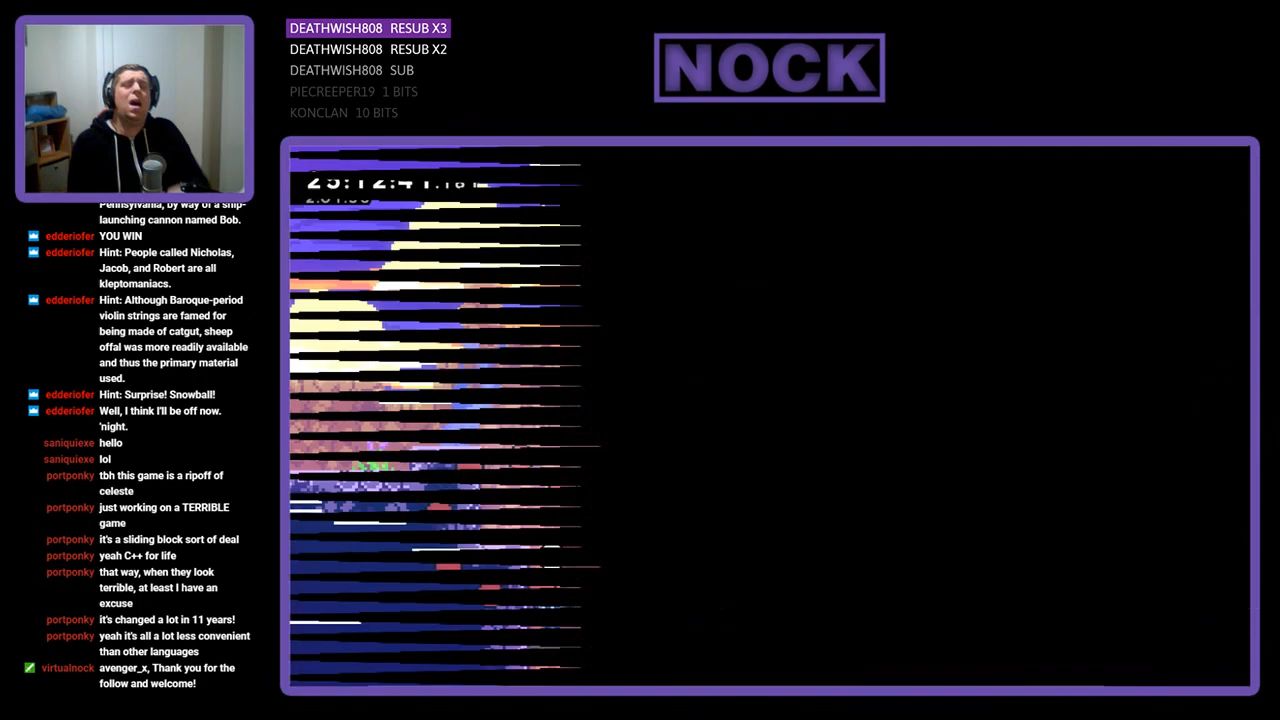 DEATHWISH808 RESUB X3
DEATHWISH808 RESUB X2
DEATHWISH808 SUB
PIECREEPER19 1 BITS
KONCLAN 10 BITS
NOCK
Pennsylvania, by way of a ship-
launching cannon named Bob.
edderiofer YOU WIN
edderiofer Hint: People called Nicholas,
Jacob, and Robert are all
kleptomaniacs.
edderiofer Hint: Although Baroque-period
violin strings are famed for
being made of catgut, sheep
offal was more readily available
and thus the primary material
used.
edderiofer Hint: Surprise! Snowball!
edderiofer Well, I think I'll be off now.
'night.
saniquiexe hello
saniquiexe lol
portponky tbh this game is a ripoff of
celeste
portponky just working on a TERRIBLE
game
portponky it's a sliding block sort of deal
portponky yeah C++ for life
portponky that way, when they look
terrible, at least I have an
excuse
portponky it's changed a lot in 11 years!
portponky yeah it's all a lot less convenient
than other languages
virtualnock avenger_x, Thank you for the
follow and welcome!